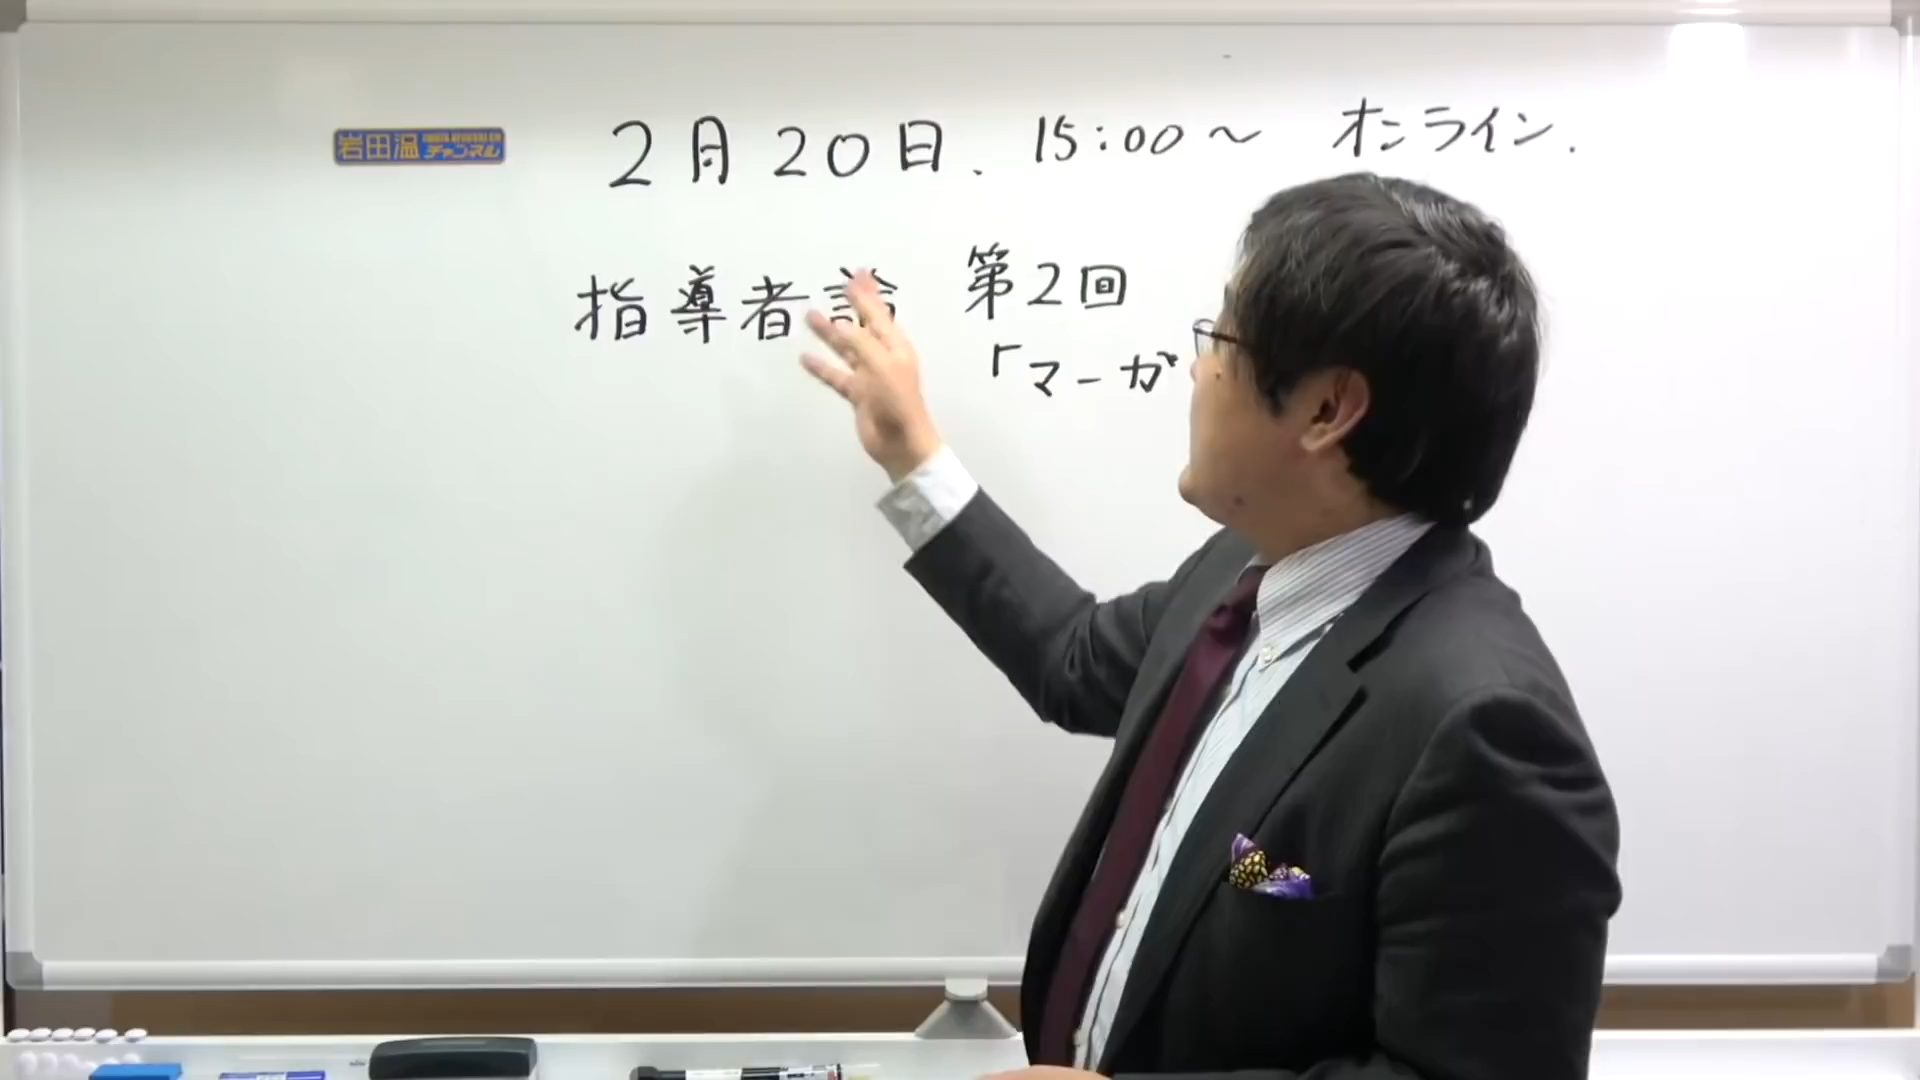 岩田温チャンネル
2月20日. 15:00〜 オンライン.
指導者論 第2回
「マーガ